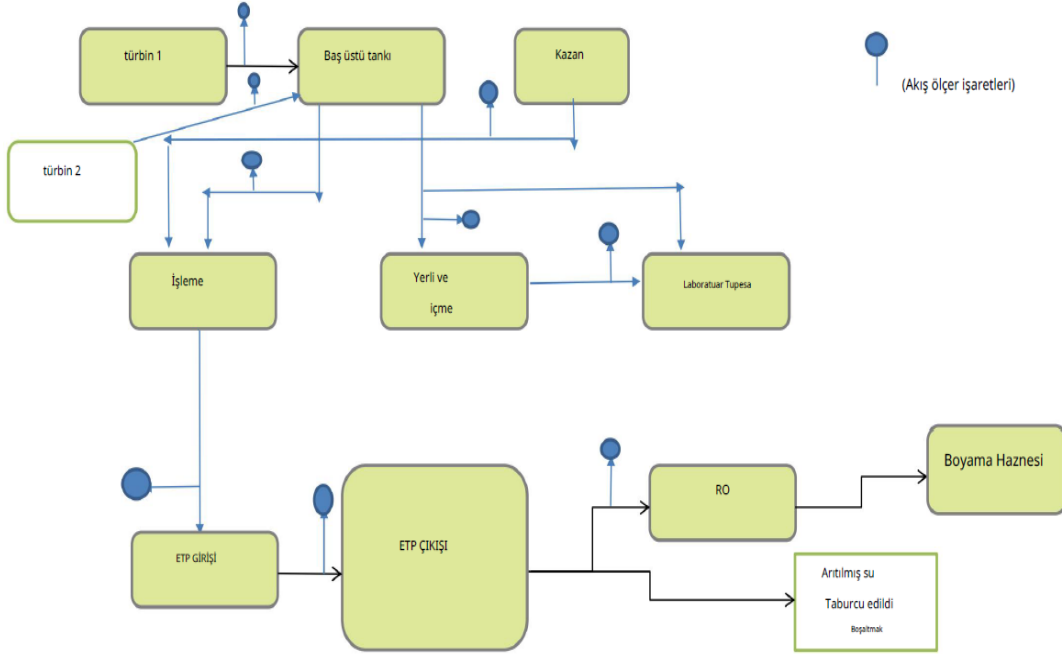 türbin 1
Baş üstü tankı
Kazan
(Akış ölçer işaretleri)
türbin 2
İşleme
Yerli ve
içme
Laboratuar Tupesa
Boyama Haznesi
RO
ETP GİRİŞİ
ETP ÇIKIŞI
Arıtılmış su
Taburcu edildi
Boşaltmak